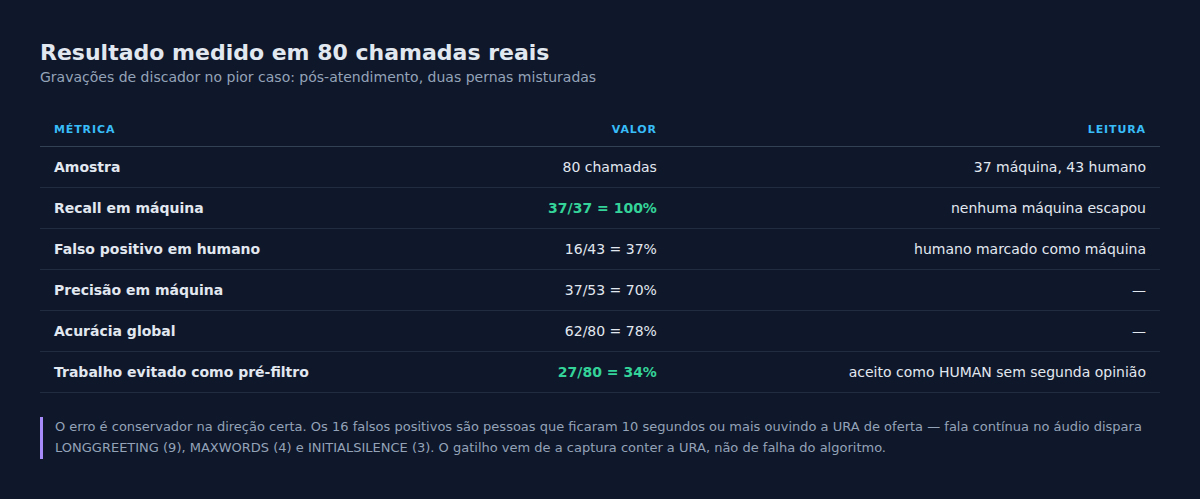 Resultado medido em 80 chamadas reais
Gravações de discador no pior caso: pós-atendimento, duas pernas misturadas
MÉTRICA VALOR LEITURA
Amostra 80 chamadas 37 máquina, 43 humano
Recall em máquina 37/37 = 100% nenhuma máquina escapou
Falso positivo em humano 16/43 = 37% humano marcado como máquina
Precisão em máquina 37/53 = 70% —
Acurácia global 62/80 = 78% —
Trabalho evitado como pré-filtro 27/80 = 34% aceito como HUMAN sem segunda opinião
O erro é conservador na direção certa. Os 16 falsos positivos são pessoas que ficaram 10 segundos ou mais ouvindo a URA de oferta — fala contínua no áudio dispara
LONGGREETING (9), MAXWORDS (4) e INITIALSILENCE (3). O gatilho vem de a captura conter a URA, não de falha do algoritmo.